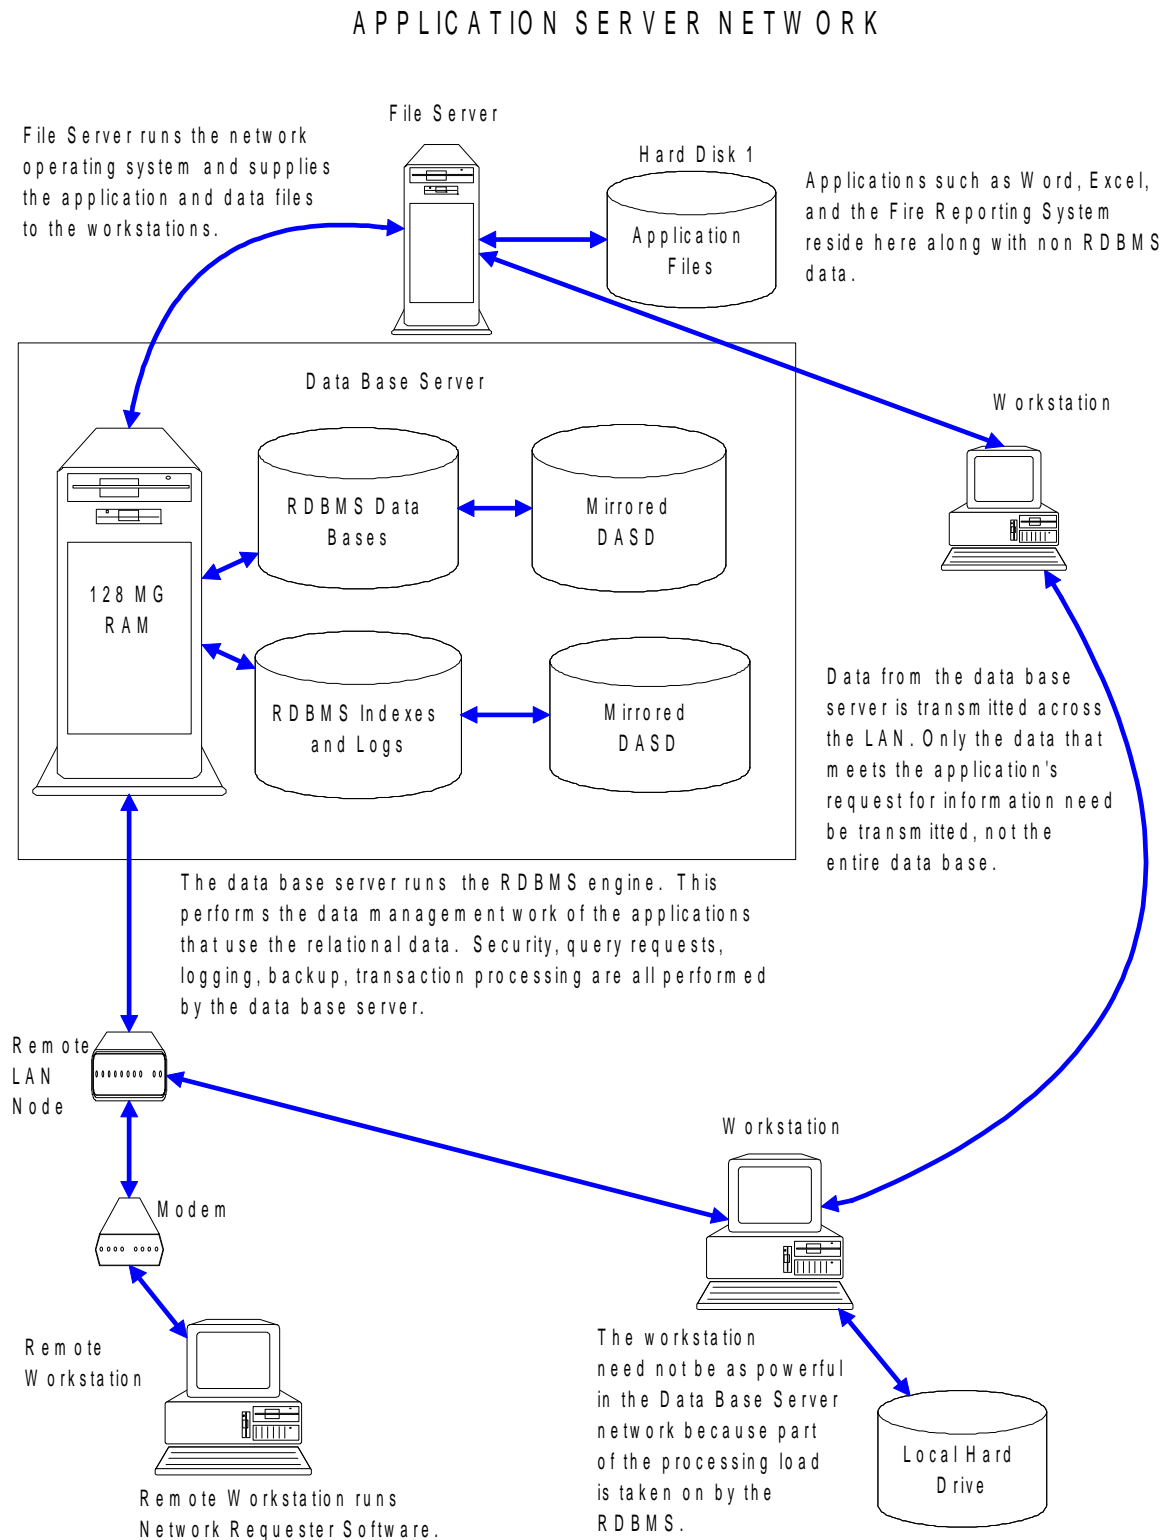 APPLICATION SERVER NETWORK
File Server
File Server runs the network
operating system and supplies
the application and data files
to the workstations.
Hard Disk 1
Application
Files
Applications such as Word, Excel,
and the Fire Reporting System
reside here along with non RDBMS
data.
Data Base Server
Workstation
RDBMS Data
Bases
Mirrored
DASD
128 MG
RAM
RDBMS Indexes
and Logs
Mirrored
DASD
Data from the data base
server is transmitted across
the LAN. Only the data that
meets the application's
request for information need
be transmitted, not the
entire data base.
The data base server runs the RDBMS engine. This
performs the data management work of the applications
that use the relational data. Security, query requests,
logging, backup, transaction processing are all performed
by the data base server.
Remote
LAN
Node
Workstation
Modem
Remote
Workstation
The workstation
need not be as powerful
in the Data Base Server
network because part
of the processing load
is taken on by the
RDBMS.
Local Hard
Drive
Remote Workstation runs
Network Requester Software.